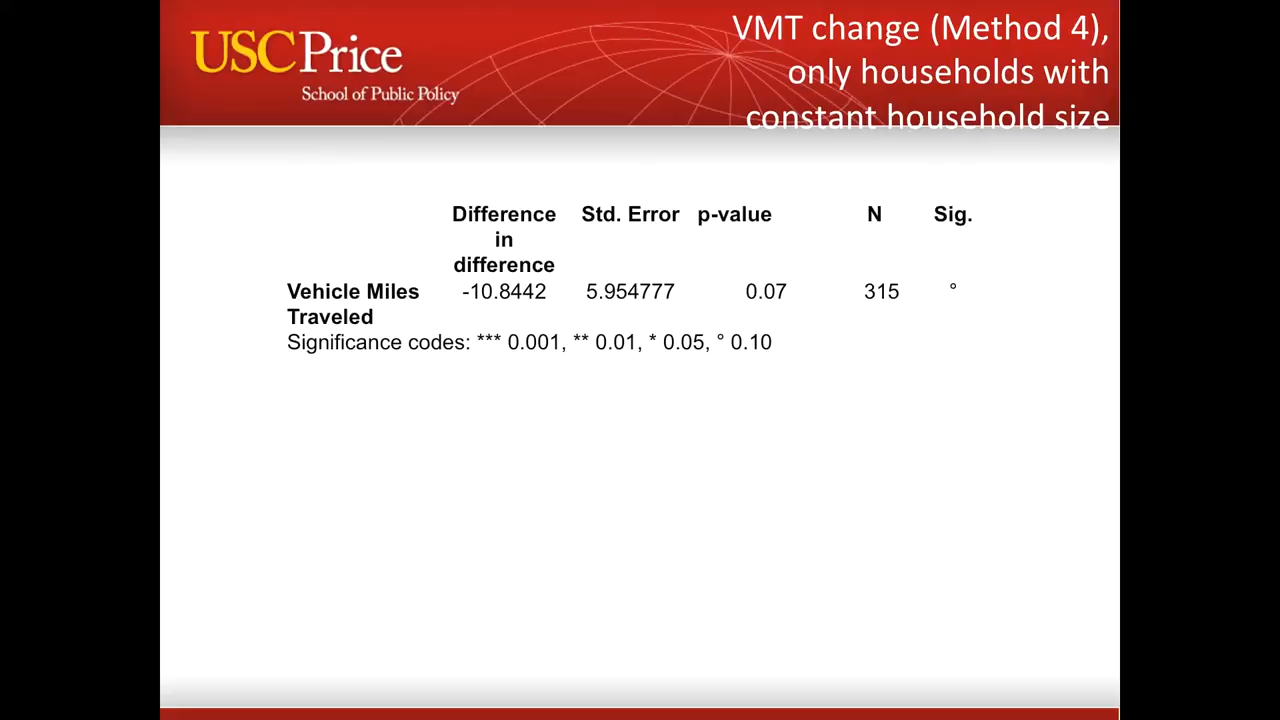 USCPrice
School of Public Policy
VMT change (Method 4),
only households with
constant household size
Difference Std. Error p-value N Sig.
in
difference
Vehicle Miles -10.8442 5.954777 0.07 315 °
Traveled
Significance codes: *** 0.001, ** 0.01, * 0.05, ° 0.10